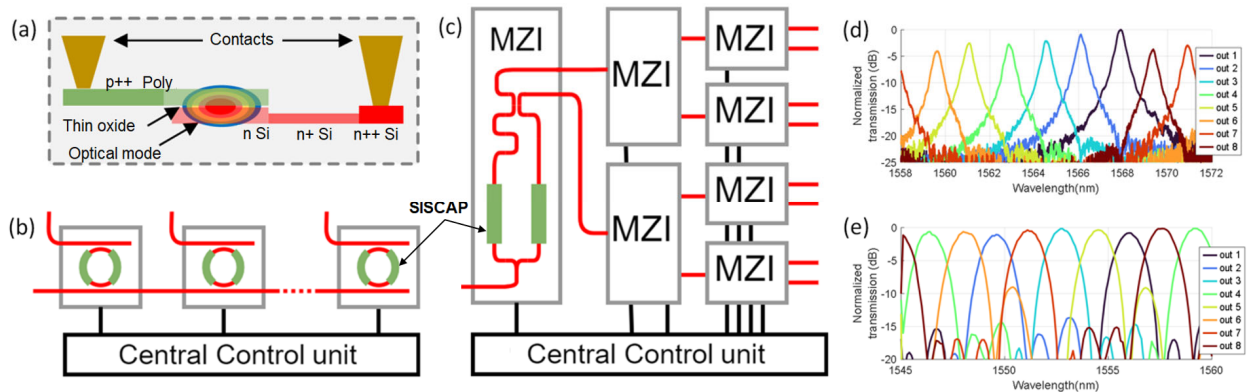 (a)
Contacts
p++ Poly
Thin oxide
n Si
n+ Si
n++ Si
Optical mode
(b)
SISCAP
Central Control unit
(c)
MZI
MZI
MZI
MZI
MZI
MZI
MZI
Central Control unit
(d)
Normalized
transmission (dB)
0
-5
-10
-15
-20
-25
1558
1560
1562
1564
1566
1568
1570
1572
Wavelength(nm)
out 1
out 2
out 3
out 4
out 5
out 6
out 7
out 8
(e)
Normalized
transmission (dB)
0
-5
-10
-15
-20
1545
1550
1555
1560
Wavelength(nm)
out 1
out 2
out 3
out 4
out 5
out 6
out 7
out 8